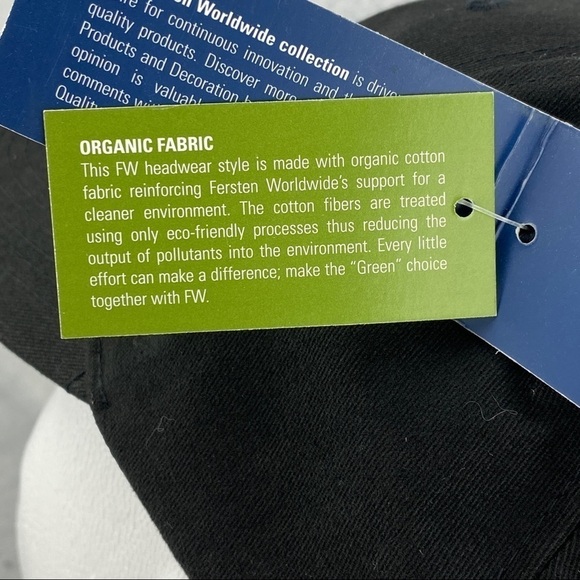 Worldwide collection is
for continuous innovation and
quality products. Discover more
Products and Decoration
opinion is valuable
comments
ORGANIC FABRIC
This FW headwear style is made with organic cotton
fabric reinforcing Fersten Worldwide's support for a
cleaner environment. The cotton fibers are treated
using only eco-friendly processes thus reducing the
output of pollutants into the environment. Every little
effort can make a difference; make the "Green" choice
together with FW.